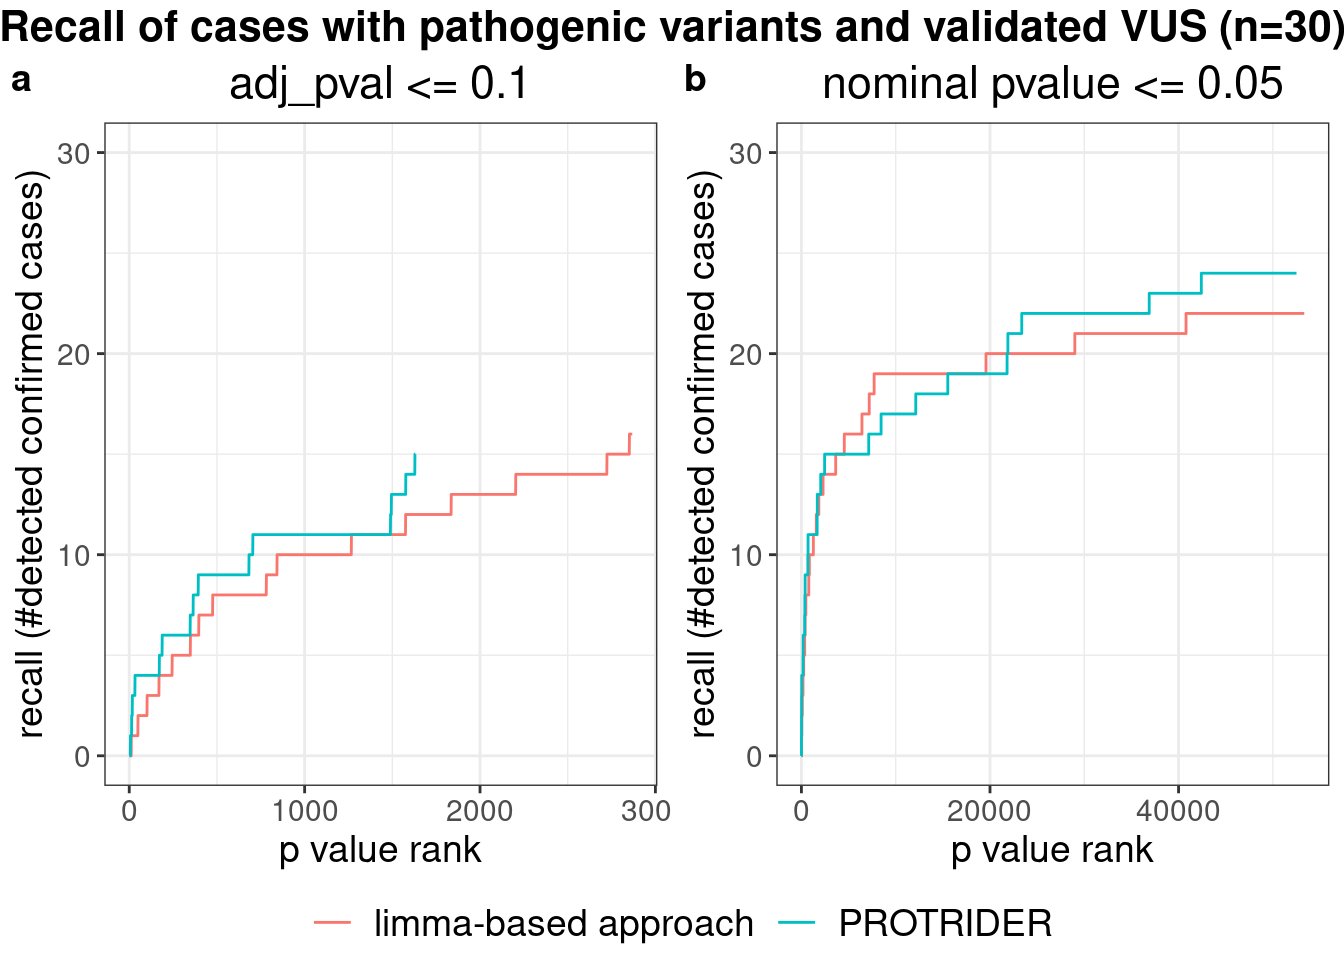 Recall of cases with pathogenic variants and validated VUS (n=30)
a
adj_pval <= 0.1
b
nominal pvalue <= 0.05
recall (#detected confirmed cases)
30
20
10
0
0
1000
2000
300
p value rank
recall (#detected confirmed cases)
30
20
10
0
0
20000
40000
p value rank
limma-based approach
PROTRIDER